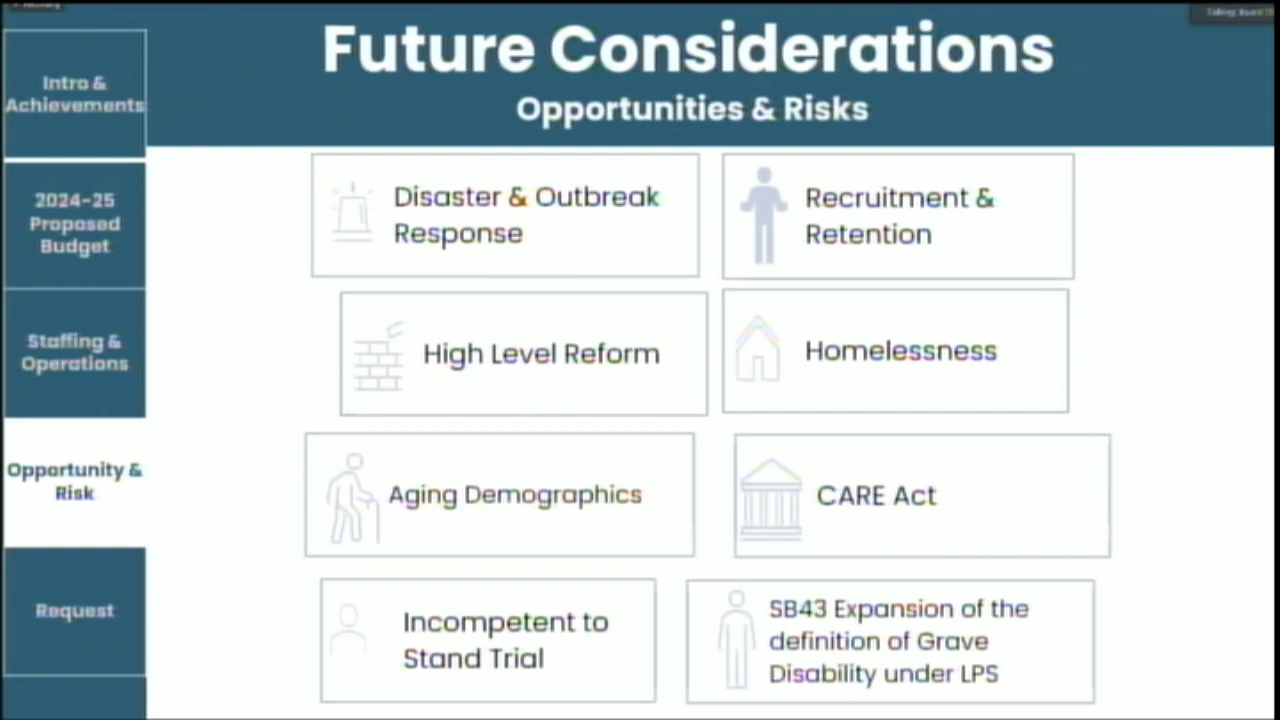 Future Considerations
Opportunities & Risks
Intro &
Achievements
2024-25
Proposed
Budget
Staffing &
Operations
Opportunity &
Risk
Request
Disaster & Outbreak
Response
Recruitment &
Retention
High Level Reform
Homelessness
Aging Demographics
CARE Act
Incompetent to
Stand Trial
SB43 Expansion of the
definition of Grave
Disability under LPS